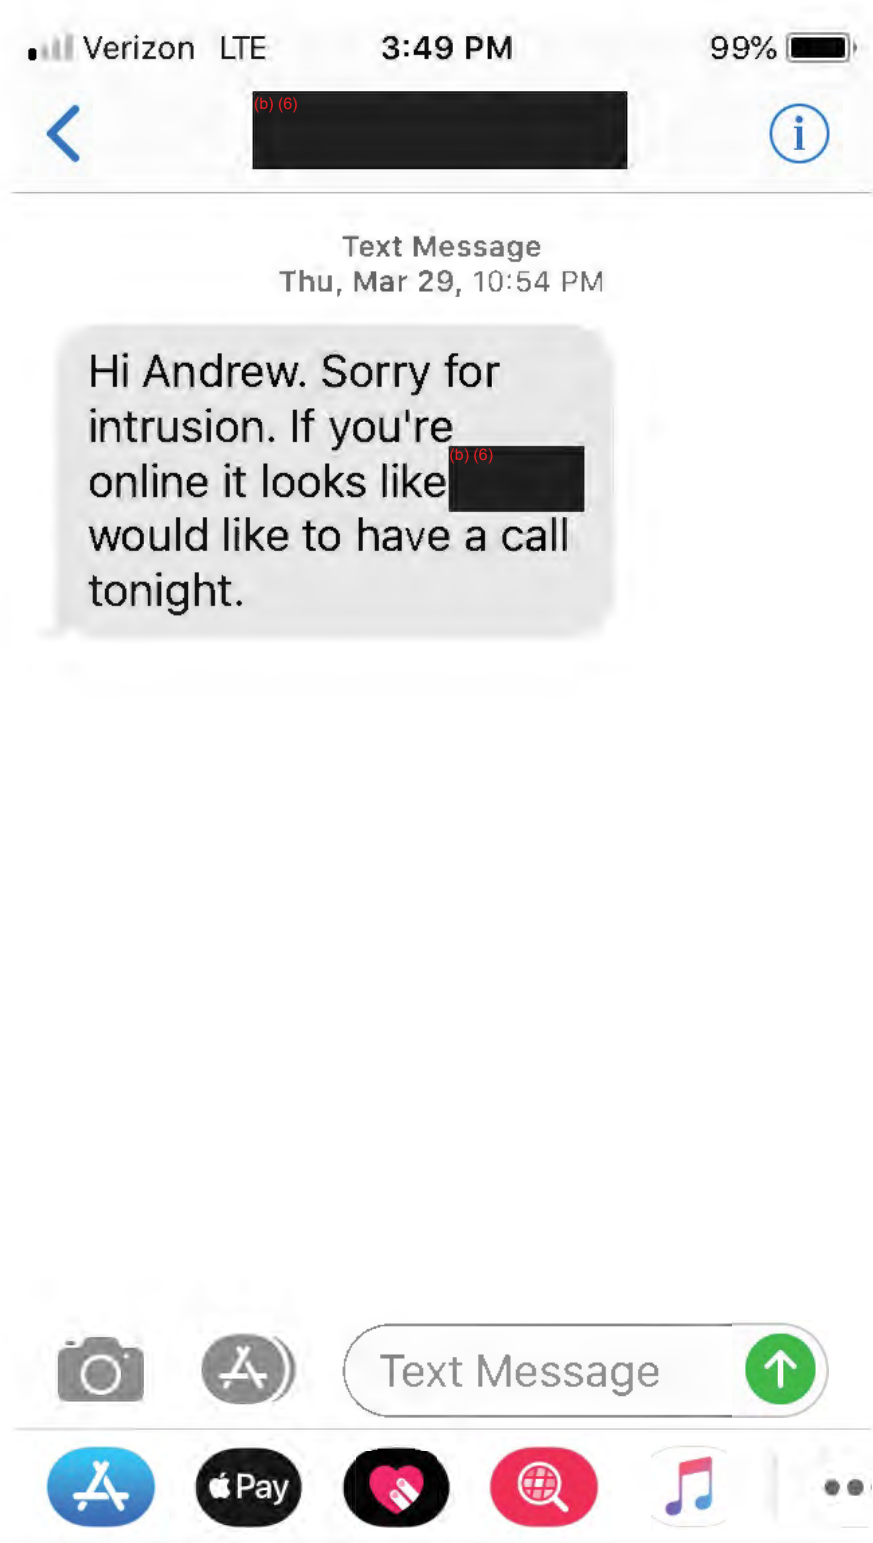 Verizon LTE 3:49 PM 99%
(b) (6)
i
Text Message
Thu, Mar 29, 10:54 PM
Hi Andrew. Sorry for
intrusion. If you're
online it looks like (b) (6)
would like to have a call
tonight.
Text Message
Pay